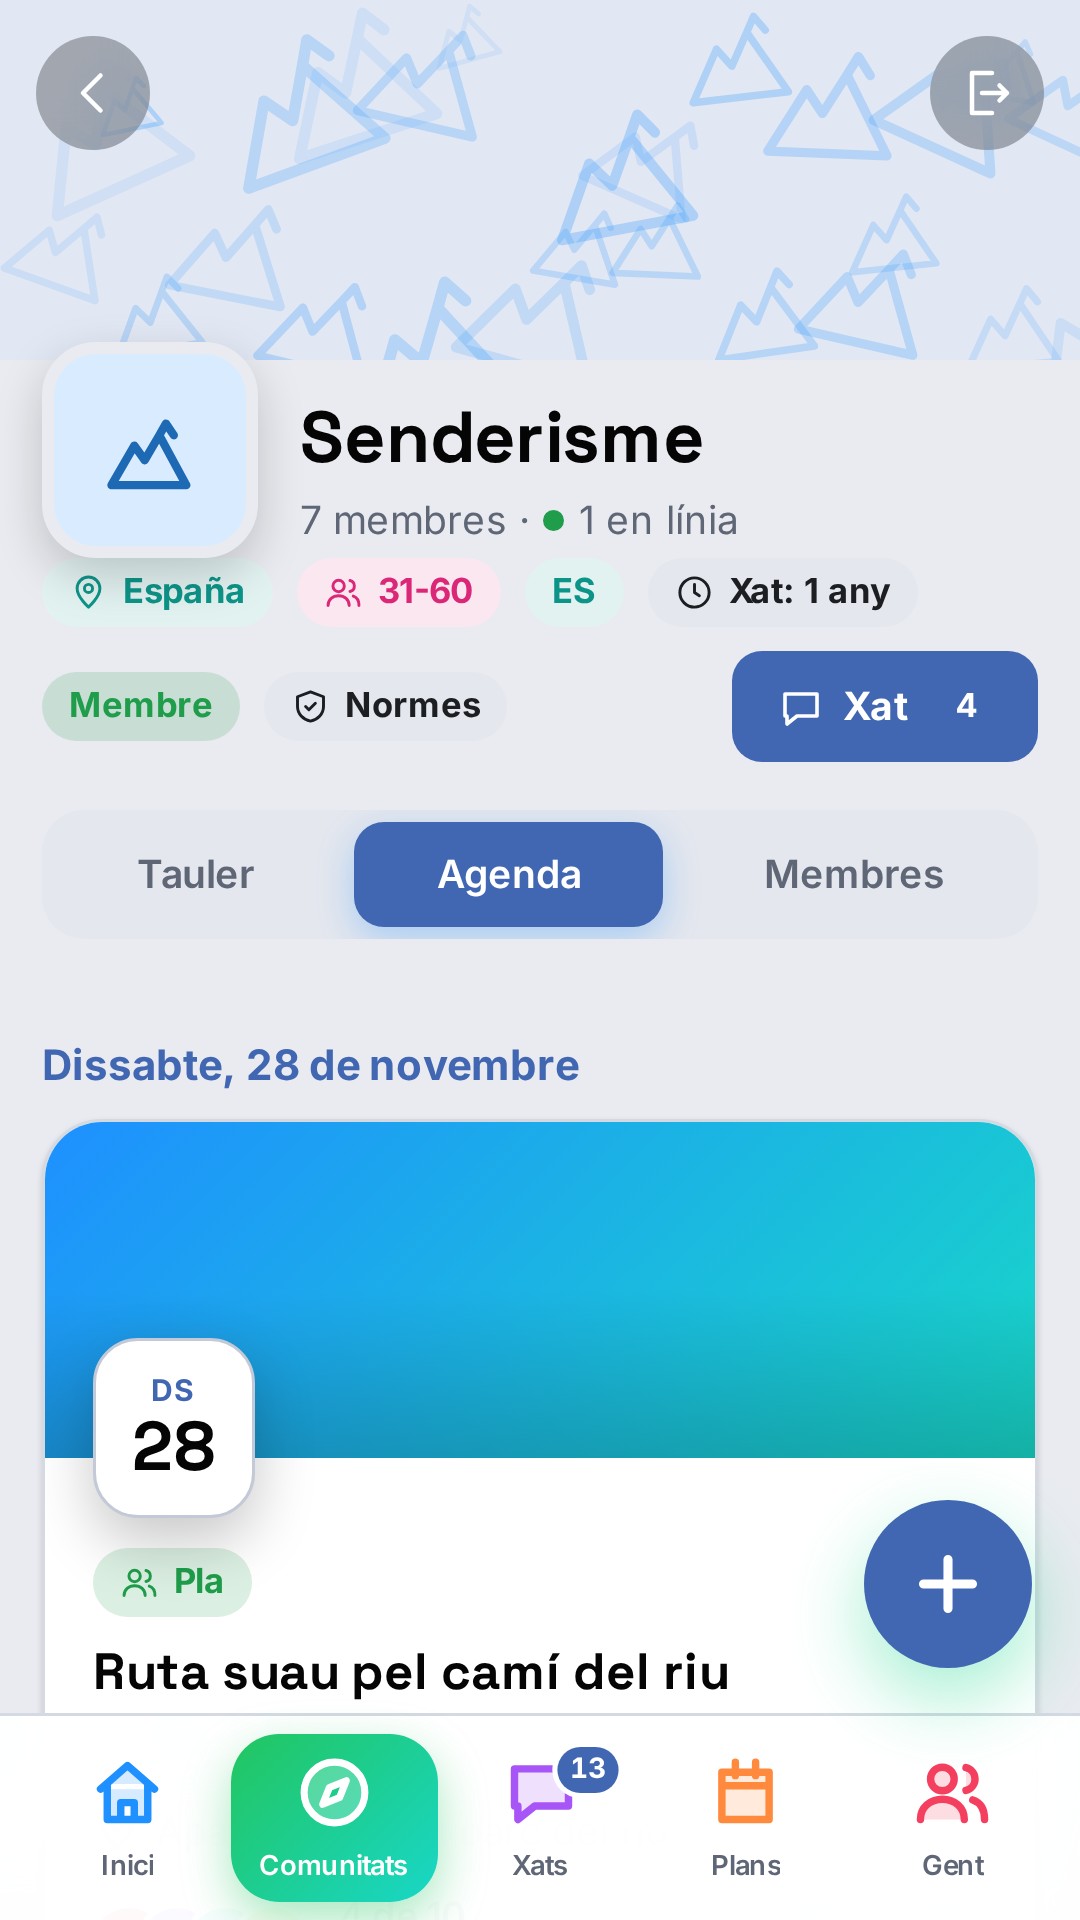 Senderisme
7 membres · 1 en línia
España
31-60
ES
Xat: 1 any
Membre
Normes
Xat 4
Tauler
Agenda
Membres
Dissabte, 28 de novembre
DS
28
Pla
Ruta suau pel camí del riu
13
Inici
Comunitats
Xats
Plans
Gent